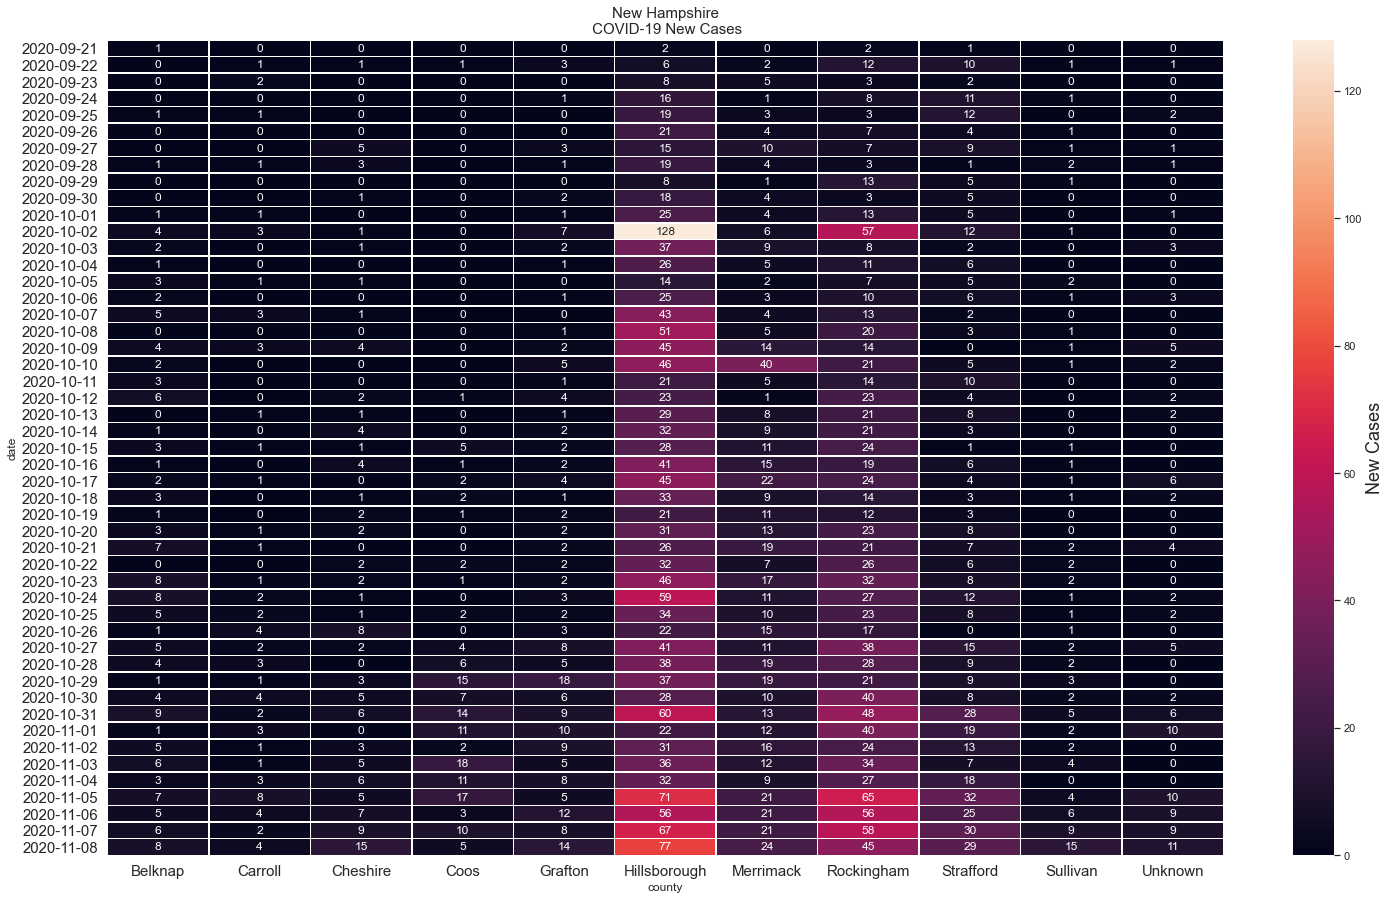 New Hampshire
COVID-19 New Cases
2020-09-21 1 0 0 0 0 2 0 2 1 0 0
2020-09-22 0 1 1 1 3 6 2 12 10 1 1
2020-09-23 0 2 0 0 0 8 5 3 2 0 0
2020-09-24 0 0 0 0 1 16 1 8 11 1 0
2020-09-25 1 1 0 0 0 19 3 3 12 0 2
2020-09-26 0 0 0 0 0 21 4 7 4 1 0
2020-09-27 0 0 5 0 3 15 10 7 9 1 1
2020-09-28 1 1 3 0 1 19 4 3 1 2 1
2020-09-29 0 0 0 0 0 8 1 13 5 1 0
2020-09-30 0 0 1 0 2 18 4 3 5 0 0
2020-10-01 1 1 0 0 1 25 4 13 5 0 1
2020-10-02 4 3 1 0 7 128 6 57 12 1 0
2020-10-03 2 0 1 0 2 37 9 8 2 0 3
2020-10-04 1 0 0 0 1 26 5 11 6 0 0
2020-10-05 3 1 1 0 0 14 2 7 5 2 0
2020-10-06 2 0 0 0 1 25 3 10 6 1 3
2020-10-07 5 3 1 0 0 43 4 13 2 0 0
2020-10-08 0 0 0 0 1 51 5 20 3 1 0
2020-10-09 4 3 4 0 2 45 14 14 0 1 5
2020-10-10 2 0 0 0 5 46 40 21 5 1 2
2020-10-11 3 0 0 0 1 21 5 14 10 0 0
2020-10-12 6 0 2 1 4 23 1 23 4 0 2
2020-10-13 0 1 1 0 1 29 8 21 8 0 2
2020-10-14 1 0 4 0 2 32 9 21 3 0 0
2020-10-15 3 1 1 5 2 28 11 24 1 1 0
2020-10-16 1 0 4 1 2 41 15 19 6 1 0
2020-10-17 2 1 0 2 4 45 22 24 4 1 6
2020-10-18 3 0 1 2 1 33 9 14 3 1 2
2020-10-19 1 0 2 1 2 21 11 12 3 0 0
2020-10-20 3 1 2 0 2 31 13 23 8 0 0
2020-10-21 7 1 0 0 2 26 19 21 7 2 4
2020-10-22 0 0 2 2 2 32 7 26 6 2 0
2020-10-23 8 1 2 1 2 46 17 32 8 2 0
2020-10-24 8 2 1 0 3 59 11 27 12 1 2
2020-10-25 5 2 1 2 2 34 10 23 8 1 2
2020-10-26 1 4 8 0 3 22 15 17 0 1 0
2020-10-27 5 2 2 4 8 41 11 38 15 2 5
2020-10-28 4 3 0 6 5 38 19 28 9 2 0
2020-10-29 1 1 3 15 18 37 19 21 9 3 0
2020-10-30 4 4 5 7 6 28 10 40 8 2 2
2020-10-31 9 2 6 14 9 60 13 48 28 5 6
2020-11-01 1 3 0 11 10 22 12 40 19 2 10
2020-11-02 5 1 3 2 9 31 16 24 13 2 0
2020-11-03 6 1 5 18 5 36 12 34 7 4 0
2020-11-04 3 3 6 11 8 32 9 27 18 0 0
2020-11-05 7 8 5 17 5 71 21 65 32 4 10
2020-11-06 5 4 7 3 12 56 21 56 25 6 9
2020-11-07 6 2 9 10 8 67 21 58 30 9 9
2020-11-08 8 4 15 5 14 77 24 45 29 15 11
Belknap Carroll Cheshire Coos Grafton Hillsborough Merrimack Rockingham Strafford Sullivan Unknown
county
date
120
100
80
60
40
20
0
New Cases